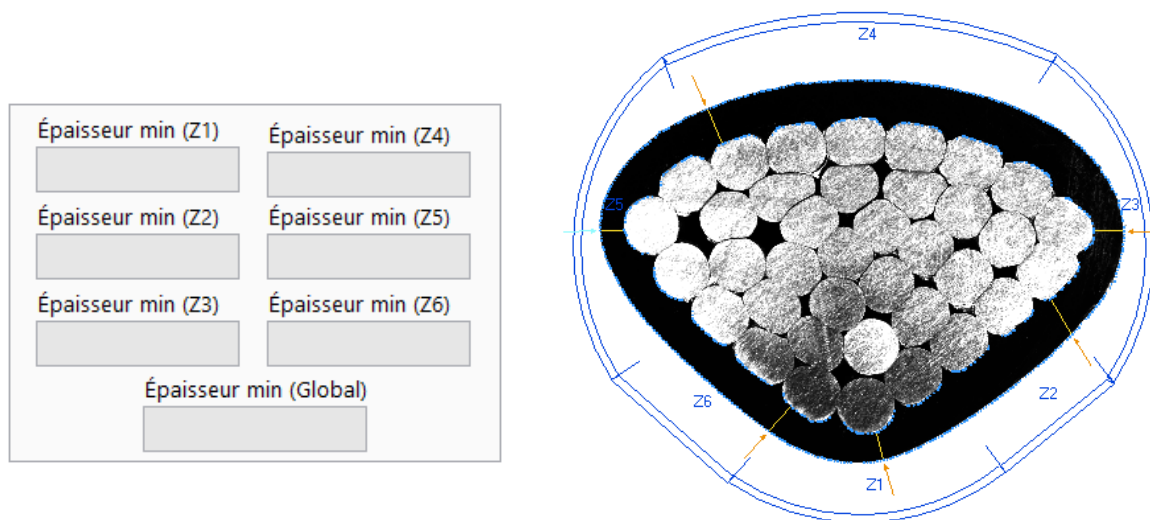 Épaisseur min (Z1)
Épaisseur min (Z4)
Épaisseur min (Z2)
Épaisseur min (Z5)
Épaisseur min (Z3)
Épaisseur min (Z6)
Épaisseur min (Global)
Z4
Z5
Z3
Z6
Z2
Z1